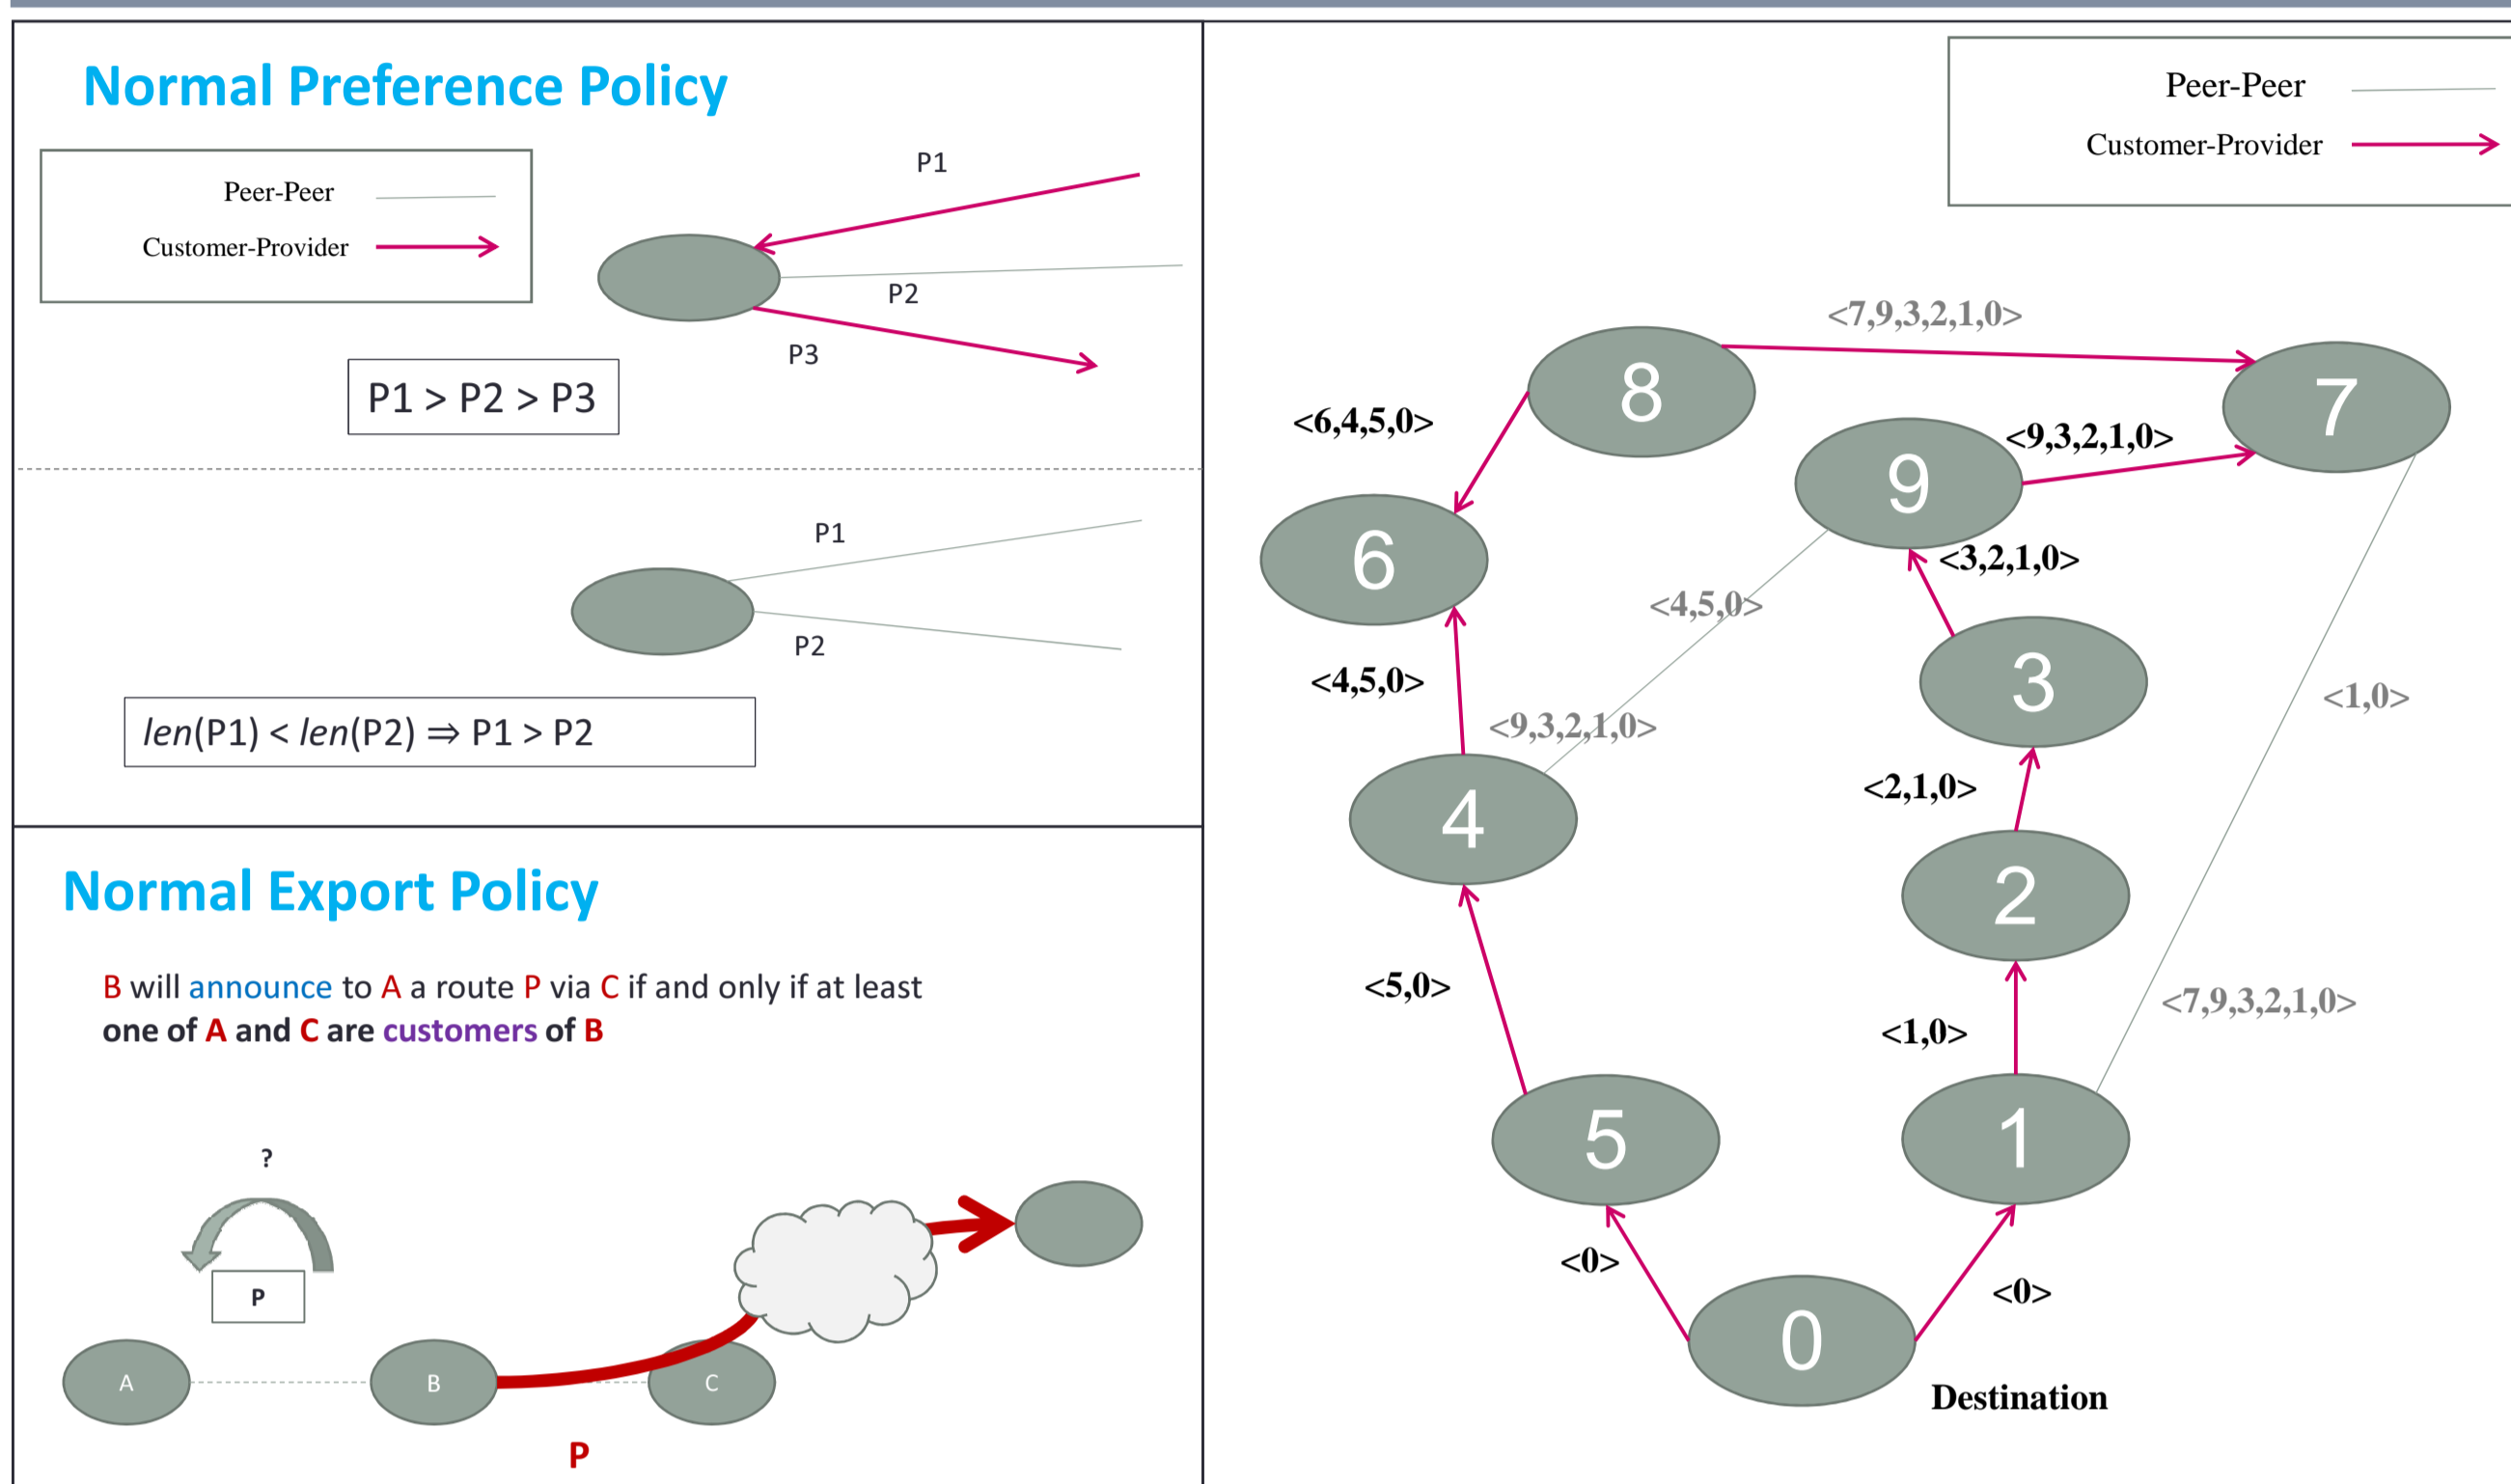 Normal Preference Policy
Peer-Peer
Customer-Provider
P1
P2
P3
P1 > P2 > P3
P1
P2
len(P1) < len(P2) ⇒ P1 > P2
Normal Export Policy
B will announce to A a route P via C if and only if at least
one of A and C are customers of B
?
P
A
B
C
P
Peer-Peer
Customer-Provider
<7,9,3,2,1,0>
8
7
<6,4,5,0>
<9,3,2,1,0>
9
6
<3,2,1,0>
<4,5,0>
<4,5,0>
3
<1,0>
<9,3,2,1,0>
<2,1,0>
4
2
<5,0>
<7,9,3,2,1,0>
<1,0>
5
1
<0>
<0>
0
Destination